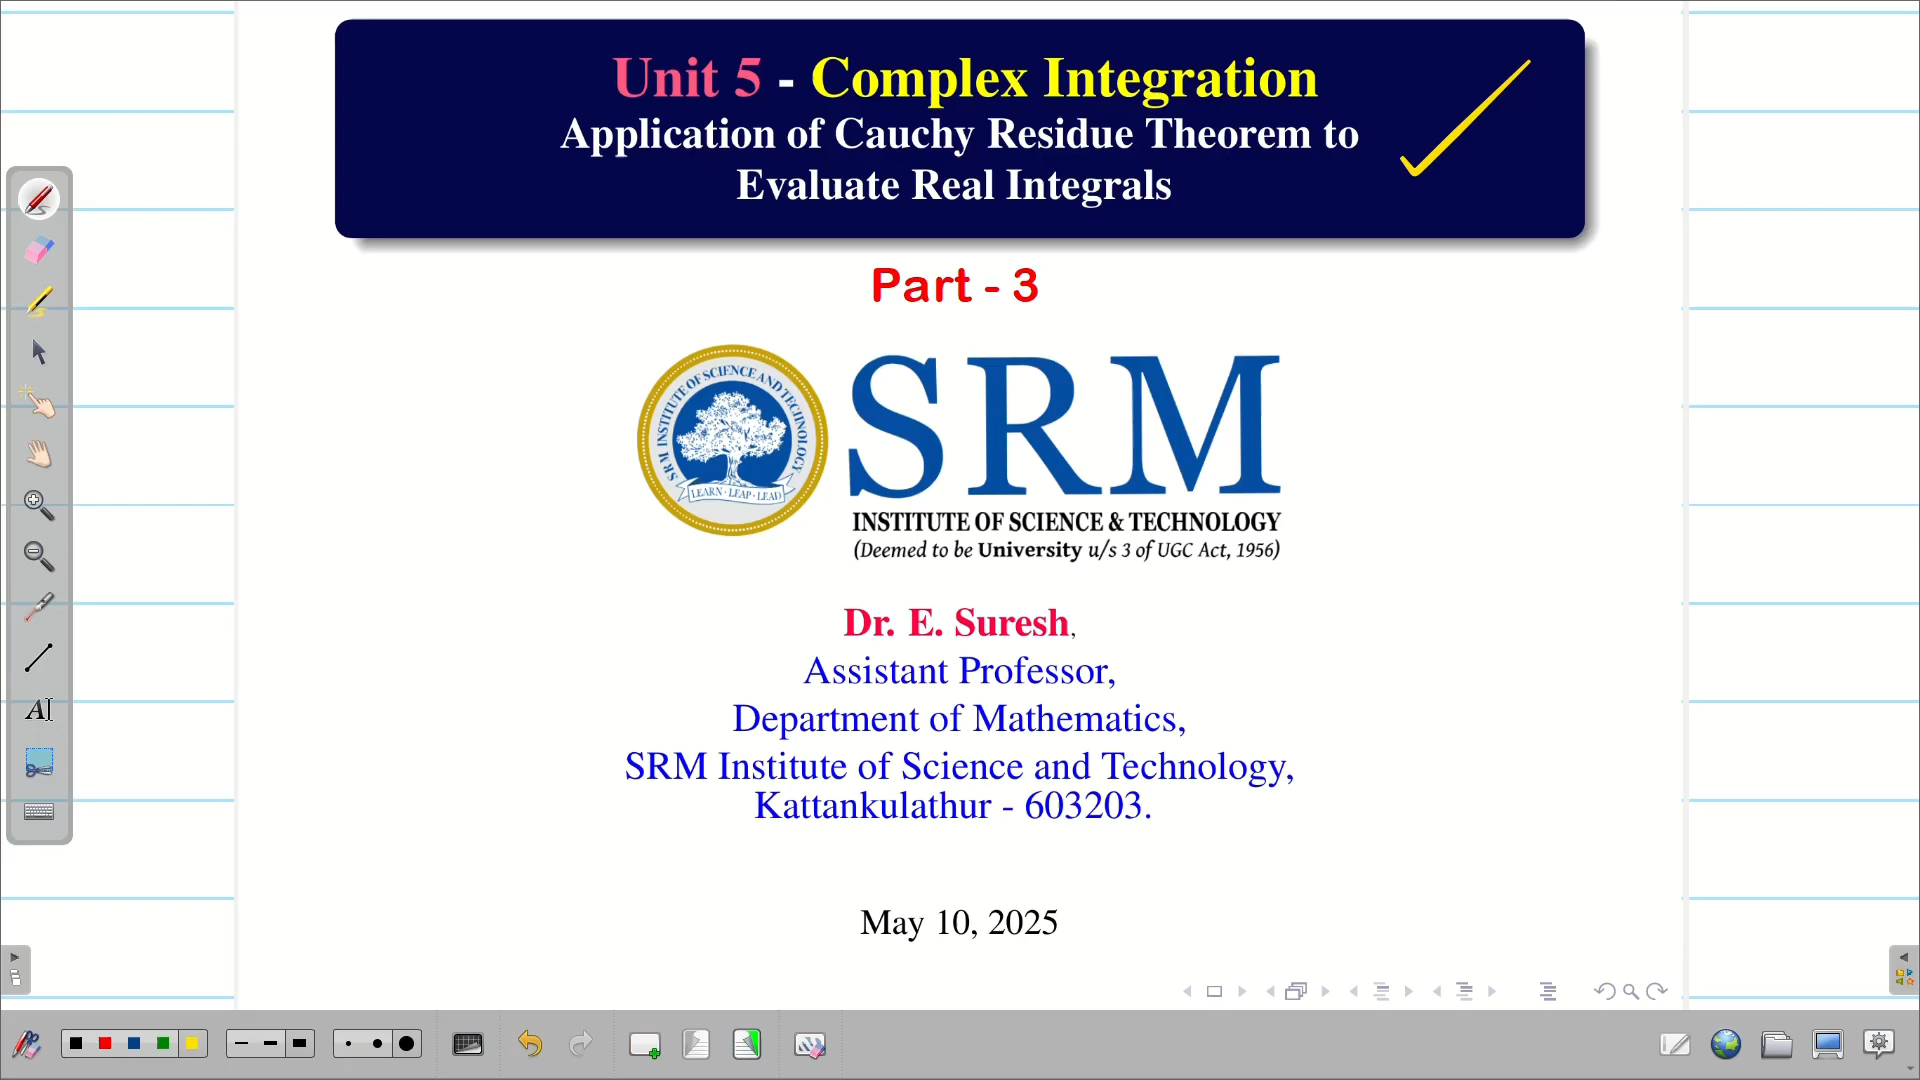 Unit 5 - Complex Integration
Application of Cauchy Residue Theorem to
Evaluate Real Integrals
Part - 3
SRM INSTITUTE OF SCIENCE AND TECHNOLOGY
LEARN · LEAP · LEAD
SRM
INSTITUTE OF SCIENCE & TECHNOLOGY
(Deemed to be University u/s 3 of UGC Act, 1956)
Dr. E. Suresh,
Assistant Professor,
Department of Mathematics,
SRM Institute of Science and Technology,
Kattankulathur - 603203.
May 10, 2025